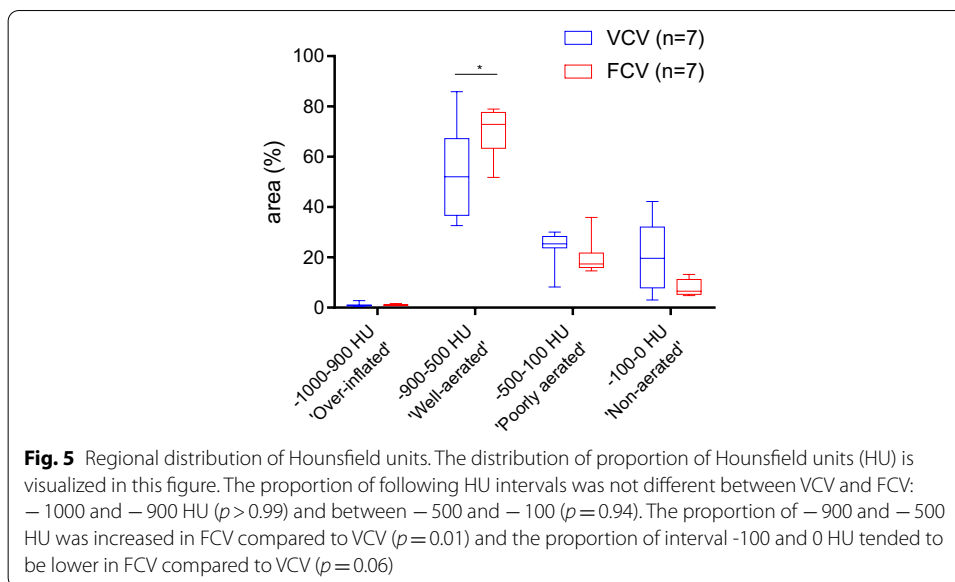 VCV (n=7)
FCV (n=7)
*
100
80
60
40
20
0
area (%)
-1000-900 HU
'Over-inflated'
-900-500 HU
'Well-aerated'
-500-100 HU
'Poorly aerated'
-100-0 HU
'Non-aerated'
Fig. 5 Regional distribution of Hounsfield units. The distribution of proportion of Hounsfield units (HU) is
visualized in this figure. The proportion of following HU intervals was not different between VCV and FCV:
− 1000 and − 900 HU (p > 0.99) and between − 500 and − 100 (p = 0.94). The proportion of − 900 and − 500
HU was increased in FCV compared to VCV (p = 0.01) and the proportion of interval -100 and 0 HU tended to
be lower in FCV compared to VCV (p = 0.06)